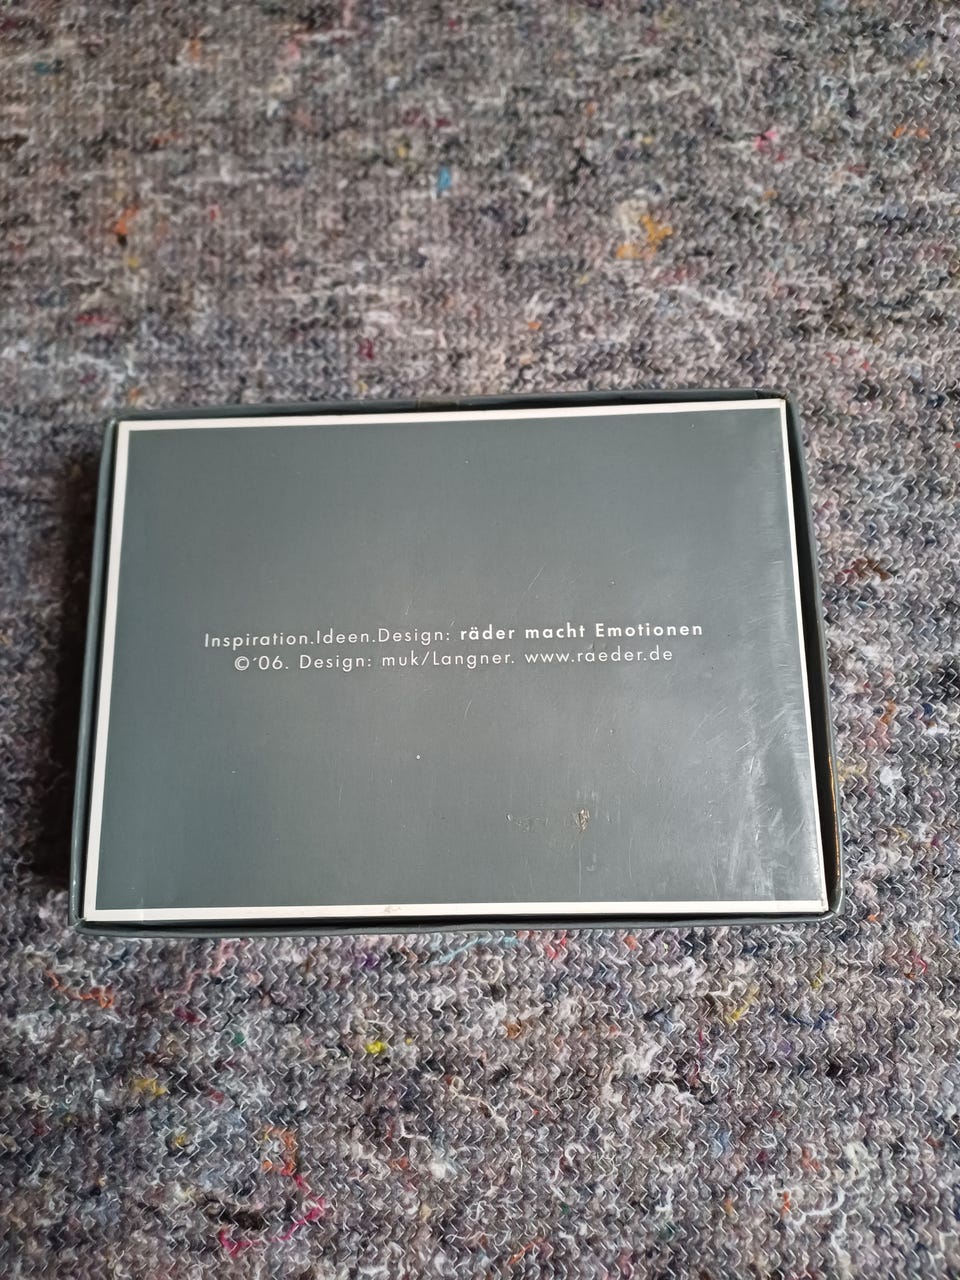 Inspiration.Ideen.Design: räder macht Emotionen
©´06. Design: muk/Langner. www.raeder.de